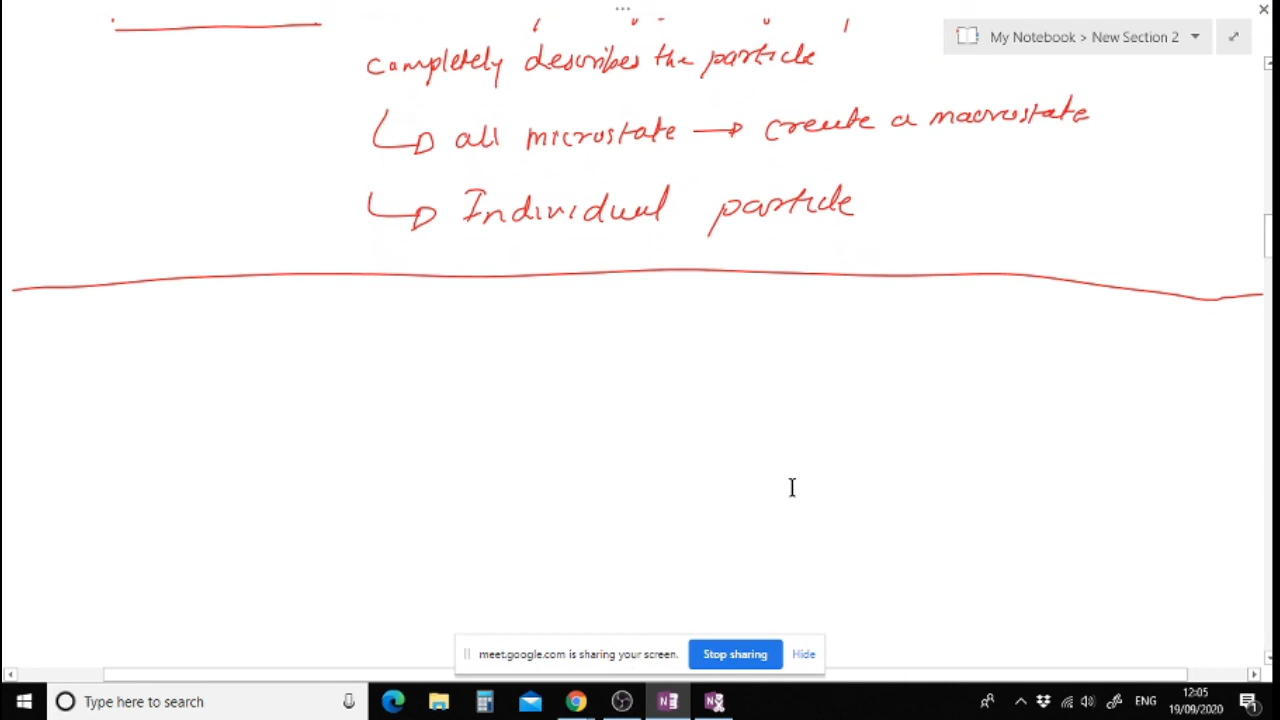 My Notebook > New Section 2
completely describes the particle
all microstate → create a macrostate
Individual particle
meet.google.com is sharing your screen.
Stop sharing
Hide
Type here to search
ENG
12:05
19/09/2020
1